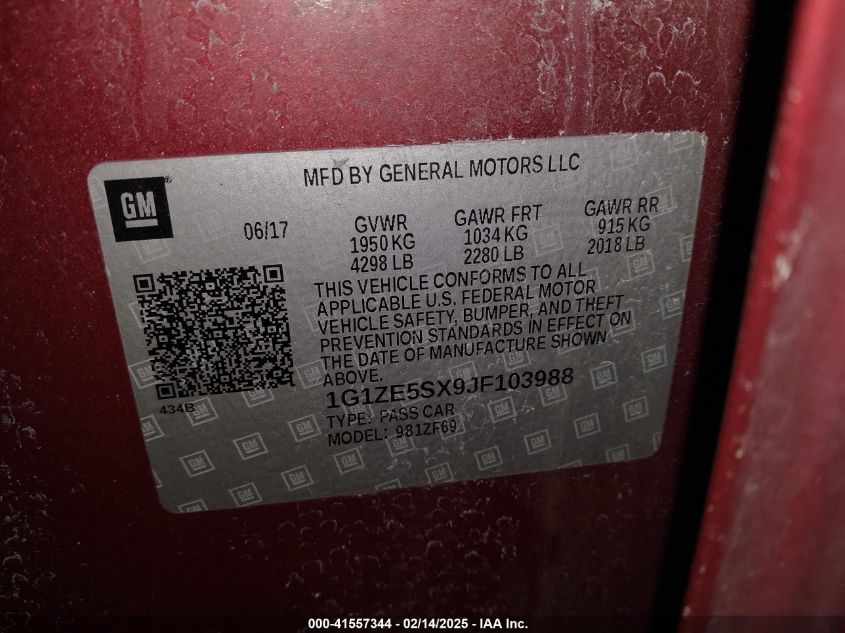 MFD BY GENERAL MOTORS LLC
GM
06/17
GVWR
1950 KG
4298 LB
GAWR FRT
1034 KG
2280 LB
GAWR RR
915 KG
2018 LB
THIS VEHICLE CONFORMS TO ALL
APPLICABLE U.S. FEDERAL MOTOR
VEHICLE SAFETY, BUMPER, AND THEFT
PREVENTION STANDARDS IN EFFECT ON
THE DATE OF MANUFACTURE SHOWN
ABOVE.
434B
1G1ZE5SX9JF103988
TYPE: PASS CAR
MODEL: 981ZF69
000-41557344 - 02/14/2025 - IAA Inc.